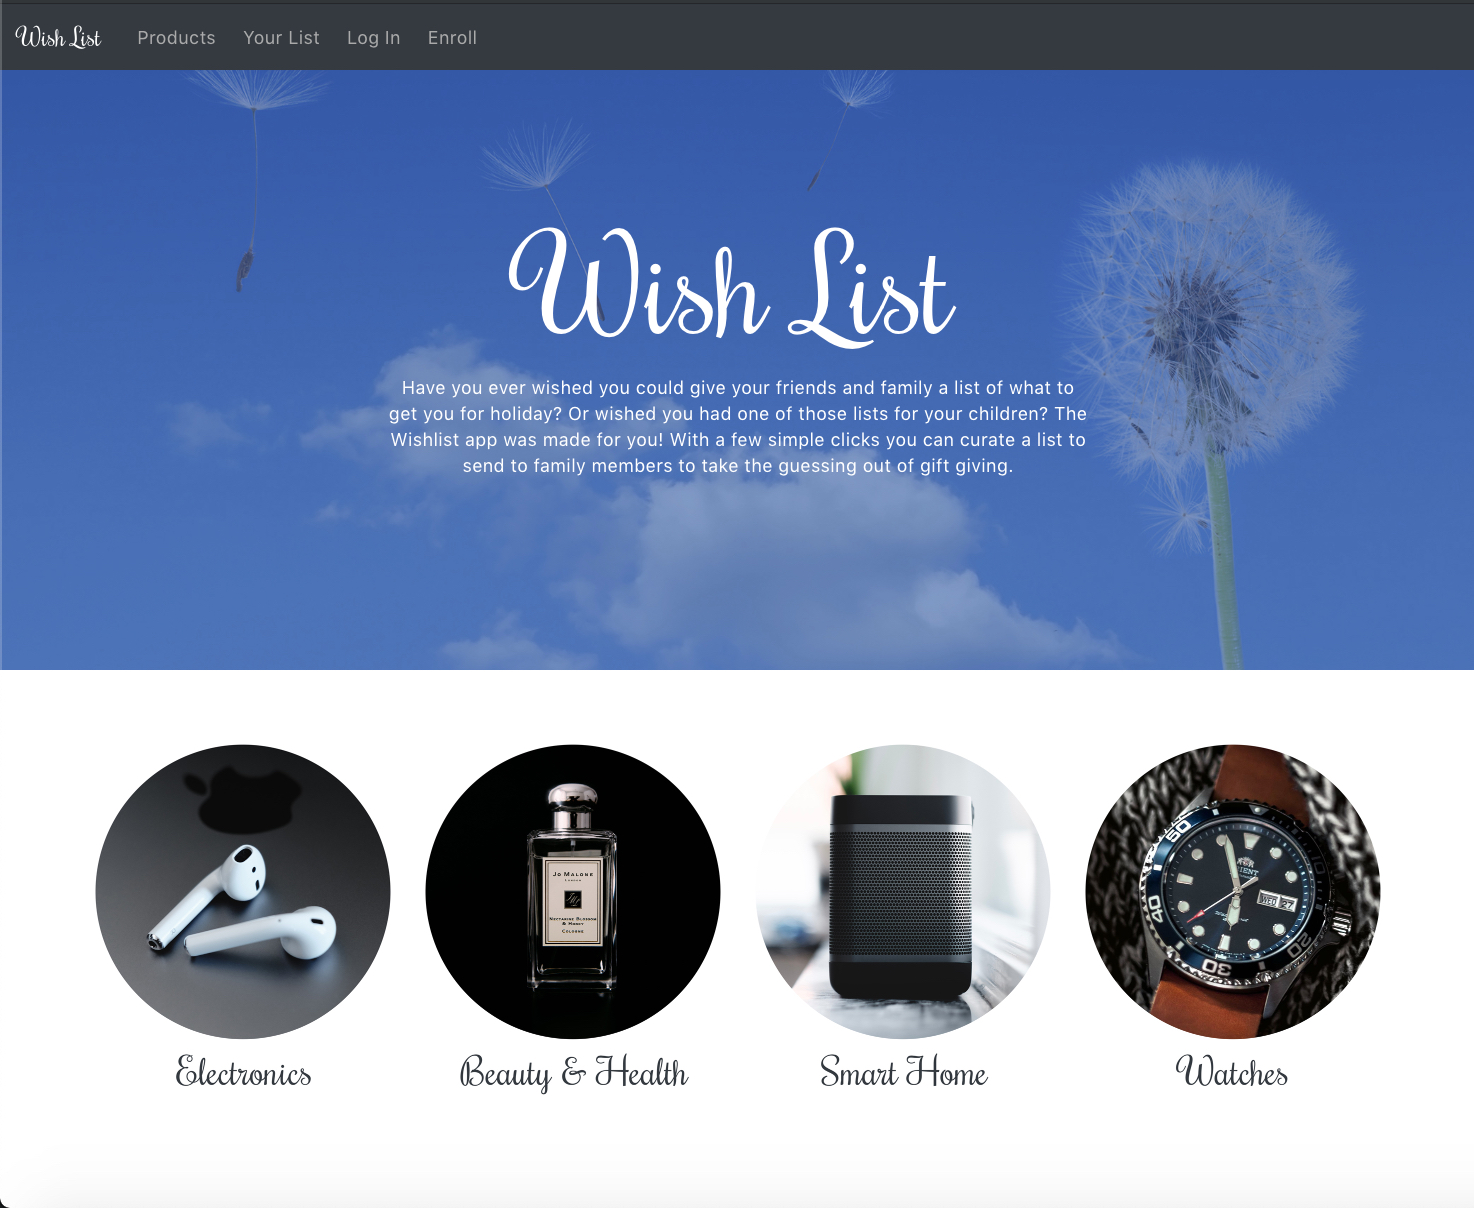 Wish List Products Your List Log In Enroll
Wish List
Have you ever wished you could give your friends and family a list of what to
get you for holiday? Or wished you had one of those lists for your children? The
Wishlist app was made for you! With a few simple clicks you can curate a list to
send to family members to take the guessing out of gift giving.
JO MALONE
LONDON
NECTARINE BLOSSOM
& HONEY
COLOGNE
50
40
30
20
WED 27
Electronics Beauty & Health Smart Home Watches